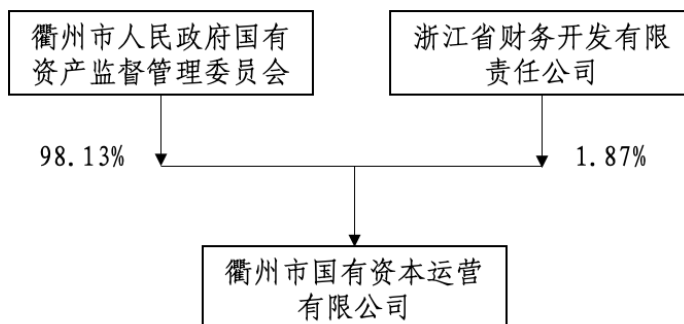 衢州市人民政府国有
资产监督管理委员会
浙江省财务开发有限
责任公司
98.13%
1.87%
衢州市国有资本运营
有限公司